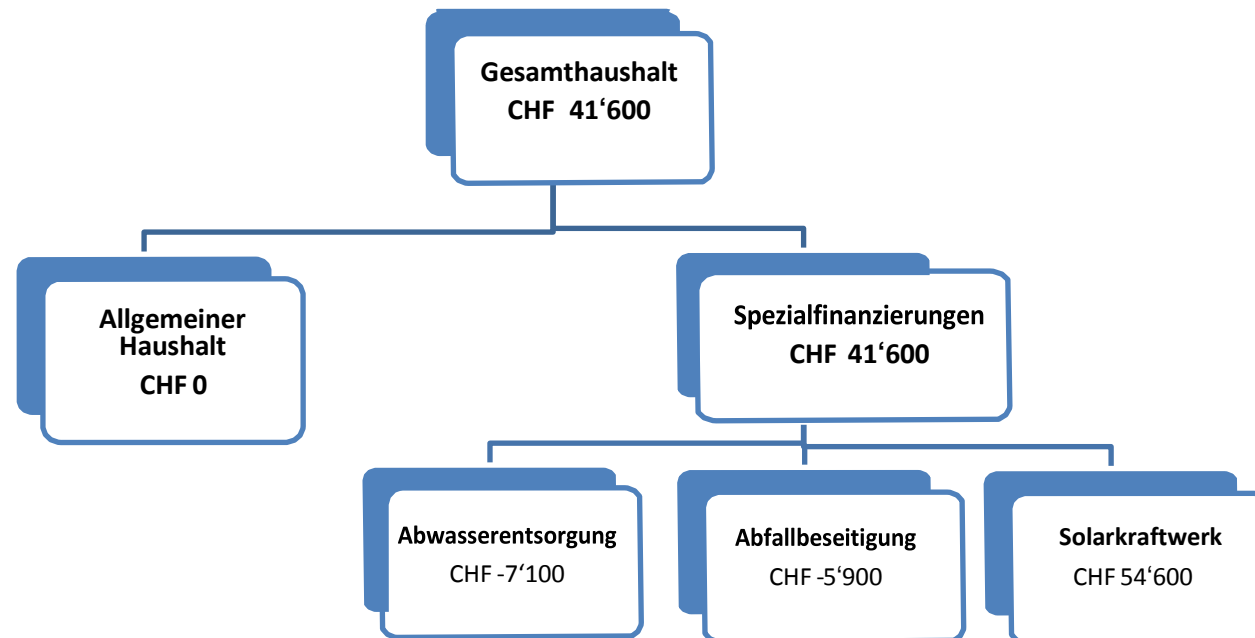 Gesamthaushalt
CHF 41‘600
Allgemeiner
Haushalt
CHF 0
Spezialfinanzierungen
CHF 41‘600
Abwasserentsorgung
CHF -7‘100
Abfallbeseitigung
CHF -5‘900
Solarkraftwerk
CHF 54‘600